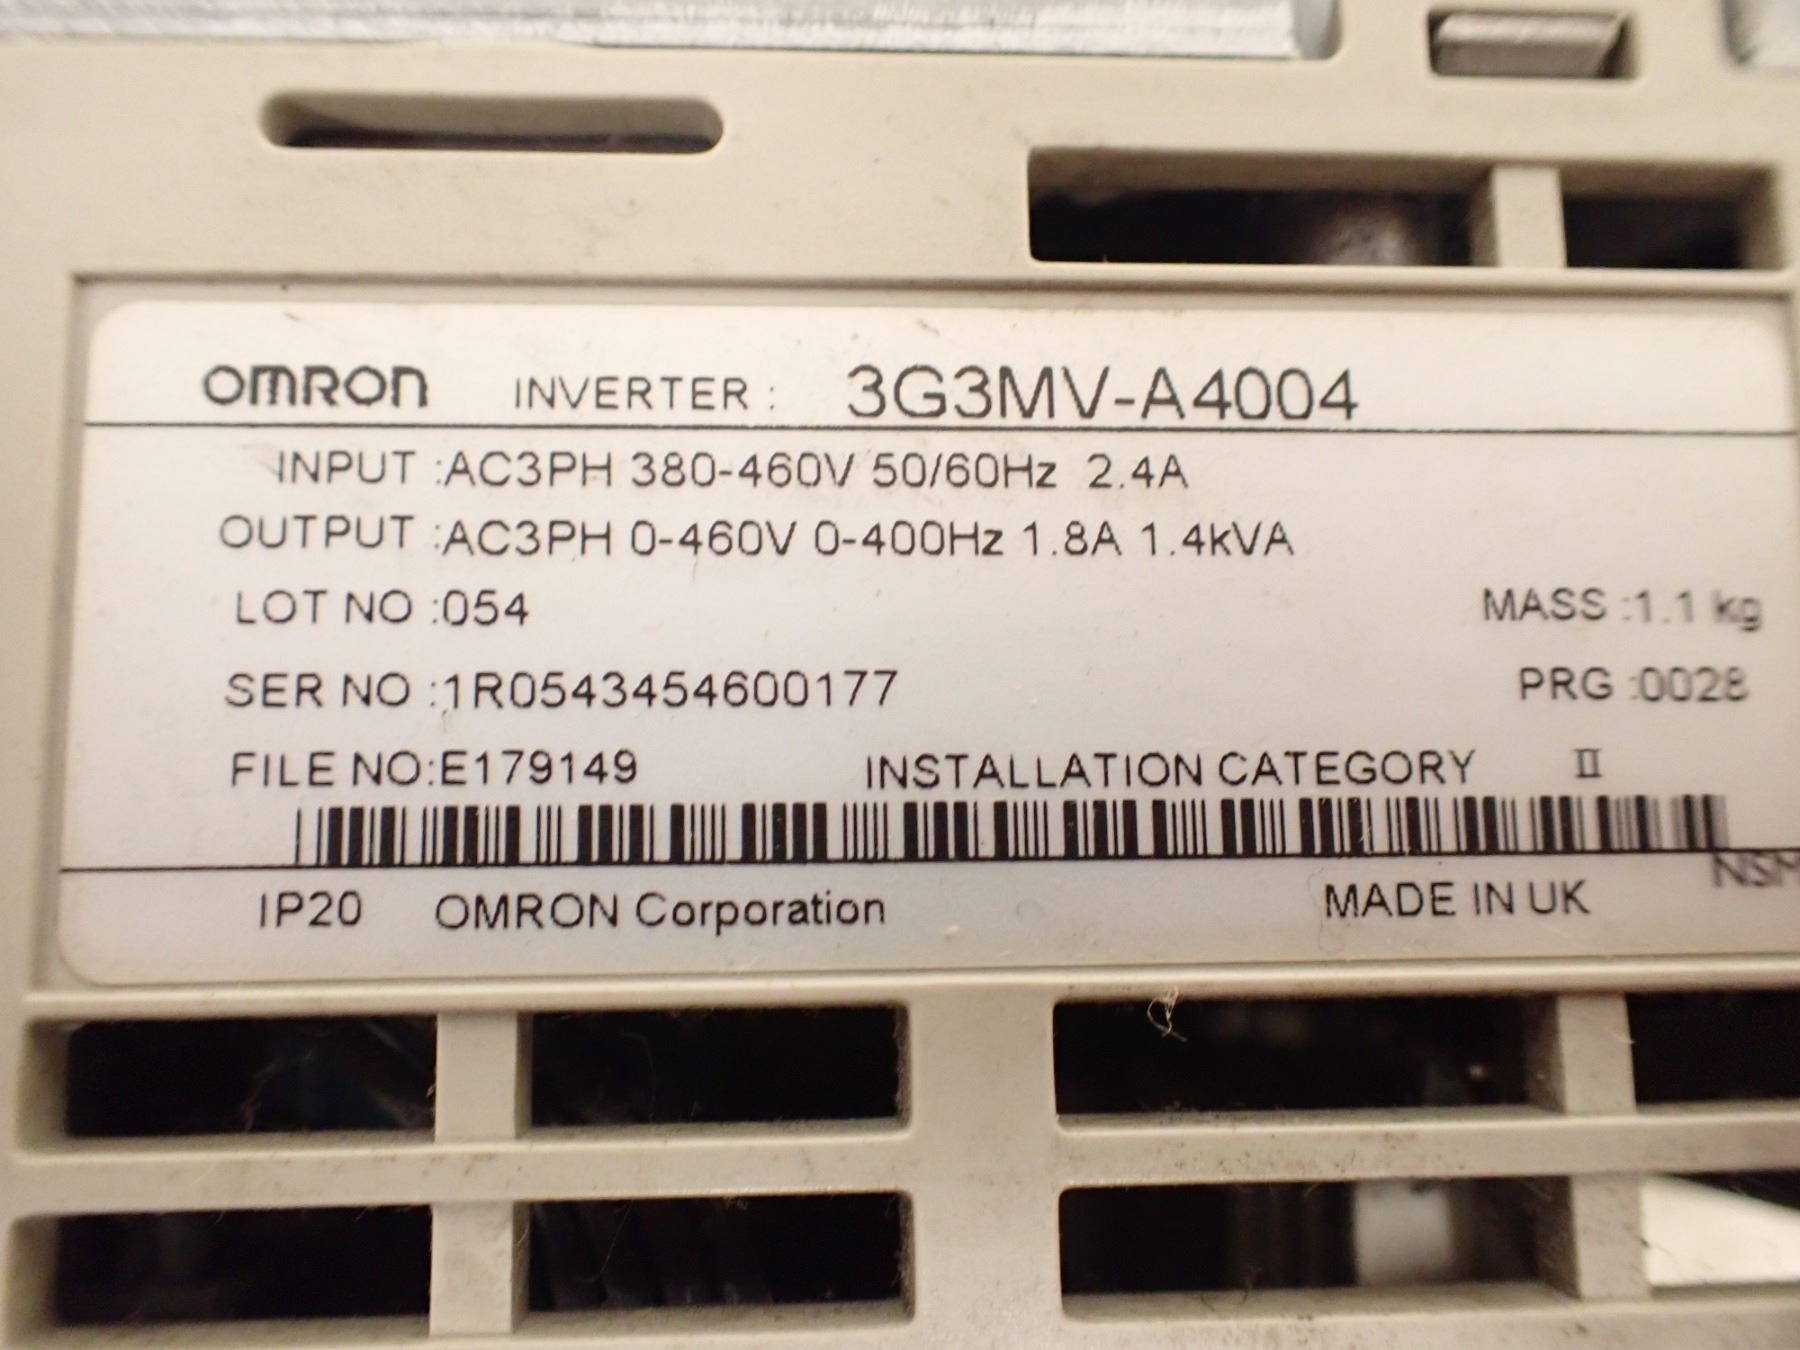 OMRON INVERTER : 3G3MV-A4004
INPUT :AC3PH 380-460V 50/60Hz 2.4A
OUTPUT :AC3PH 0-460V 0-400Hz 1.8A 1.4kVA
LOT NO :054 MASS :1.1 kg
SER NO :1R0543454600177 PRG :0028
FILE NO:E179149 INSTALLATION CATEGORY II
NSM
IP20 OMRON Corporation MADE IN UK